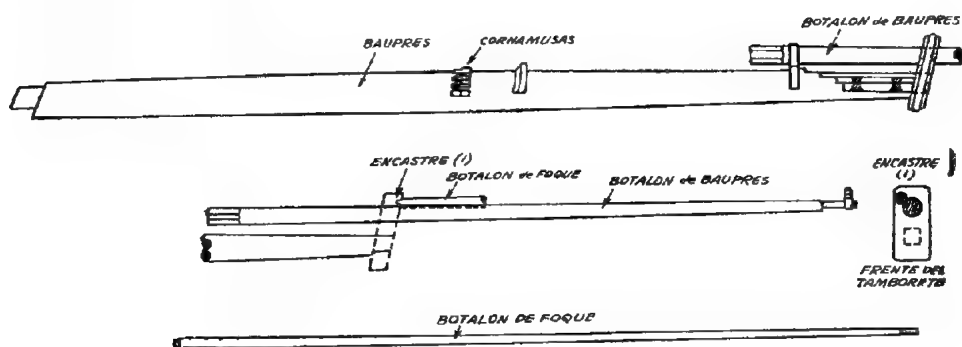 BOTALON de BAUPRES
BAUPRES
CORNAMUSAS
ENCASTRE (1)
BOTALON de FOQUE
BOTALON de BAUPRES
ENCASTRE
(1)
FRENTE DEL
TAMBORETE
BOTALON DE FOQUE